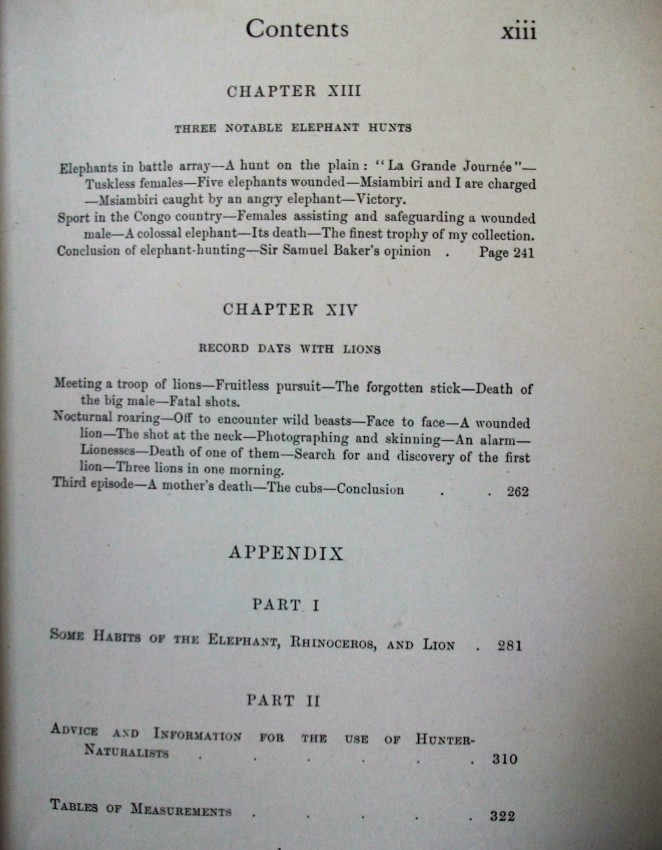 Contents xiii
CHAPTER XIII
THREE NOTABLE ELEPHANT HUNTS
Elephants in battle array—A hunt on the plain: "La Grande Journée"—
Tuskless females—Five elephants wounded—Msiambiri and I are charged
—Msiambiri caught by an angry elephant—Victory.
Sport in the Congo country—Females assisting and safeguarding a wounded
male—A colossal elephant—Its death—The finest trophy of my collection.
Conclusion of elephant-hunting—Sir Samuel Baker's opinion . Page 241
CHAPTER XIV
RECORD DAYS WITH LIONS
Meeting a troop of lions—Fruitless pursuit—The forgotten stick—Death of
the big male—Fatal shots.
Nocturnal roaring—Off to encounter wild beasts—Face to face—A wounded
lion—The shot at the neck—Photographing and skinning—An alarm—
Lionesses—Death of one of them—Search for and discovery of the first
lion—Three lions in one morning.
Third episode—A mother's death—The cubs—Conclusion . . 262
APPENDIX
PART I
SOME HABITS OF THE ELEPHANT, RHINOCEROS, AND LION . 281
PART II
ADVICE AND INFORMATION FOR THE USE OF HUNTER-
NATURALISTS . . . . . . 310
TABLES OF MEASUREMENTS . . . . . 322